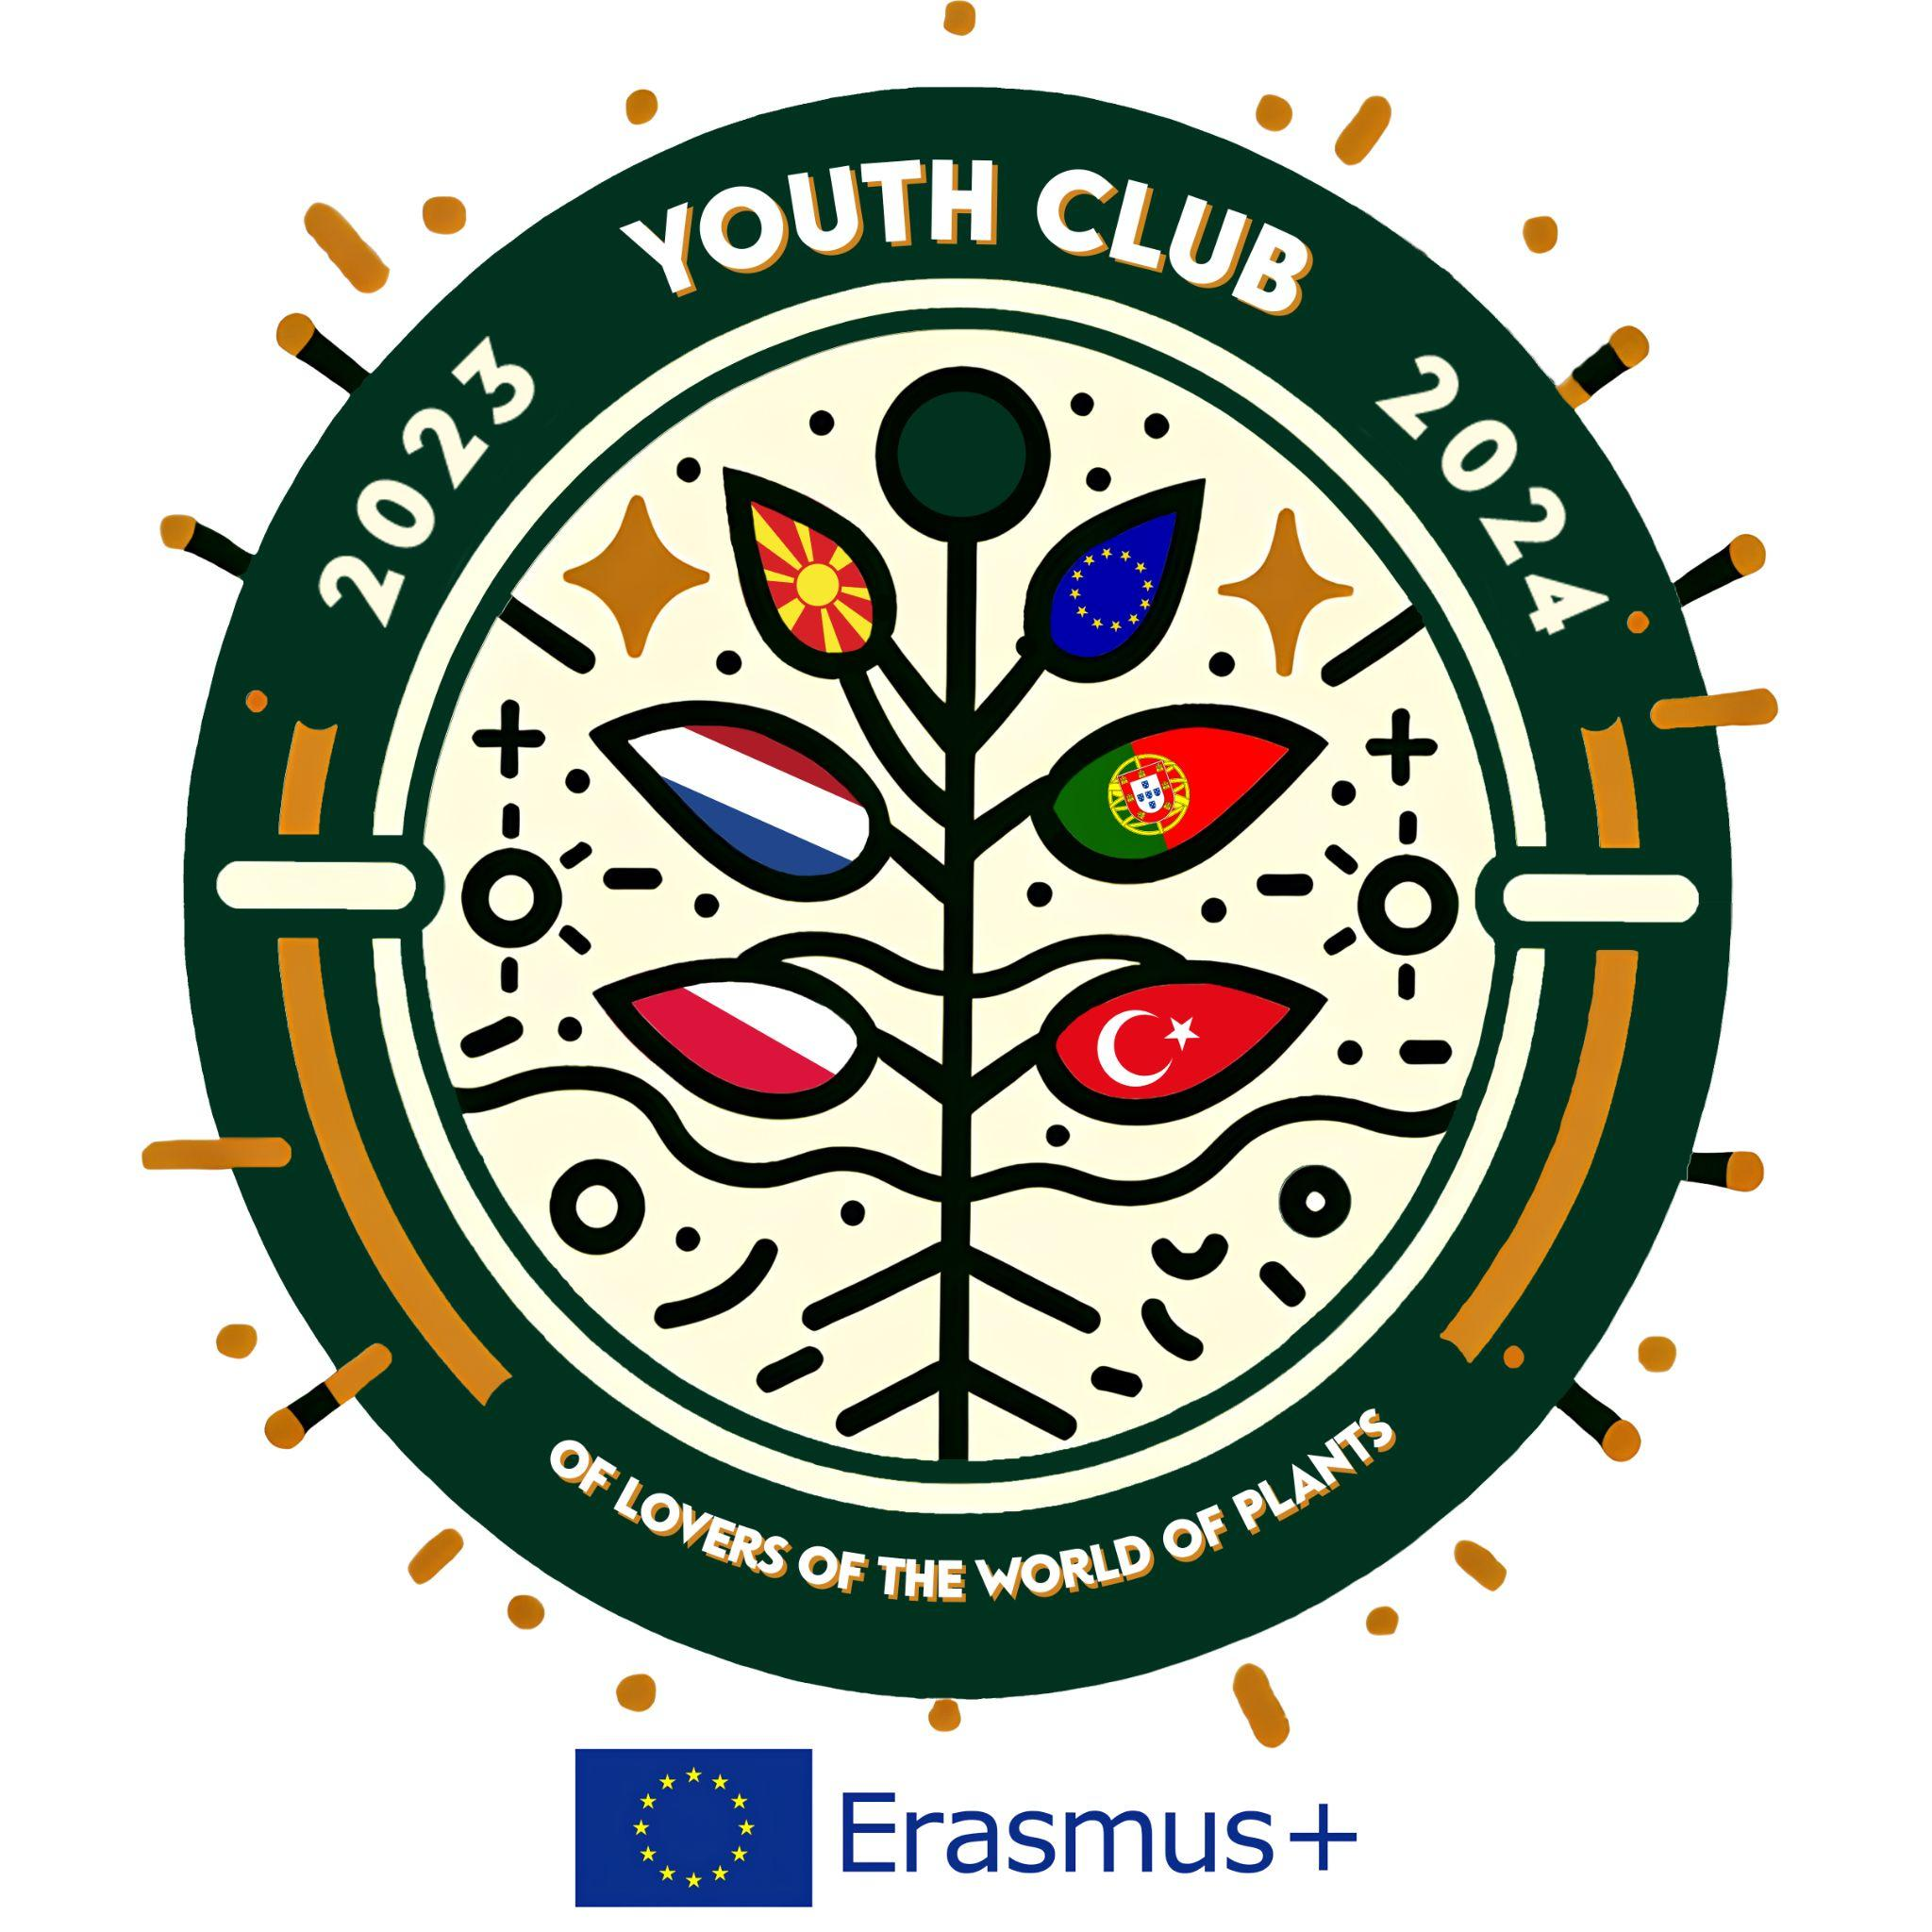 YOUTH CLUB
2023
2024
OF LOVERS OF THE WORLD OF PLANTS
Erasmus+